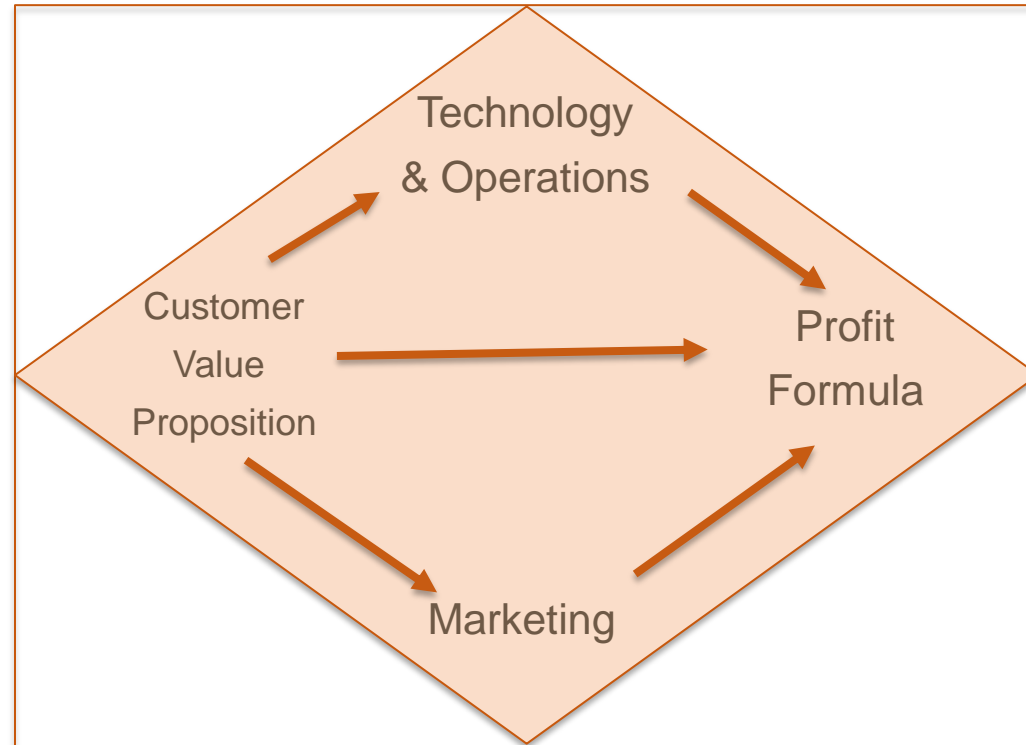 Technology
& Operations
Customer
Value
Proposition
Profit
Formula
Marketing